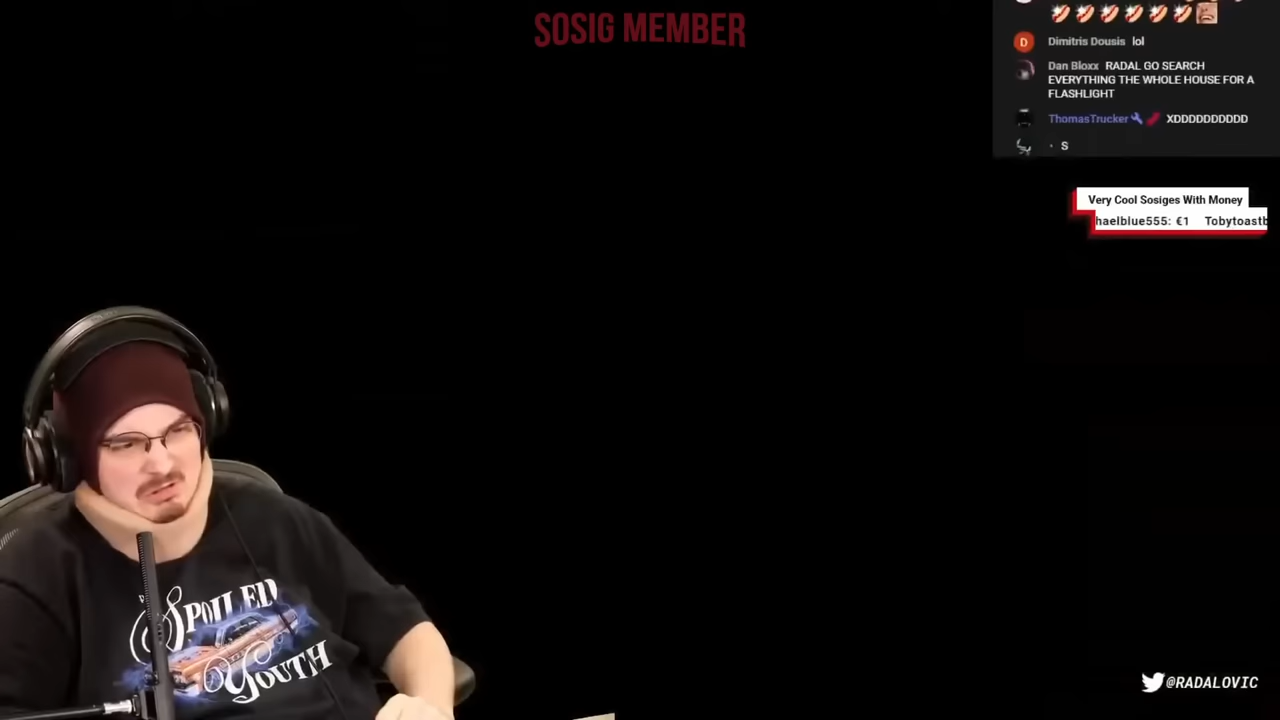 SOSIG MEMBER
Dimitris Dousis lol
Dan Bloxx RADAL GO SEARCH
EVERYTHING THE WHOLE HOUSE FOR A
FLASHLIGHT
ThomasTrucker XDDDDDDDDDD
· S
Very Cool Sosiges With Money
haelblue555: €1 Tobytoastb
SPOILED
YOUTH
@RADALOVIC